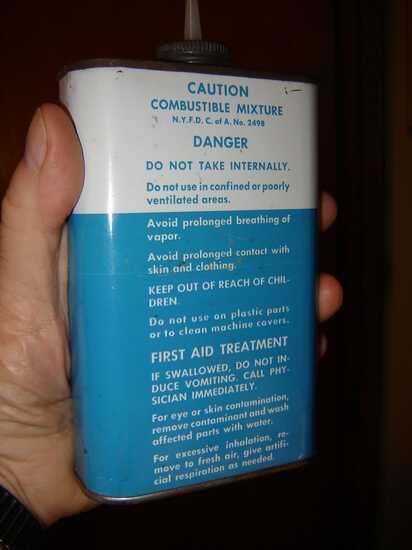 CAUTION
COMBUSTIBLE MIXTURE
N.Y.F.D. C. of A. No. 2498
DANGER
DO NOT TAKE INTERNALLY.
Do not use in confined or poorly
ventilated areas.
Avoid prolonged breathing of
vapor.
Avoid prolonged contact with
skin and clothing.
KEEP OUT OF REACH OF CHIL-
DREN.
Do not use on plastic parts
or to clean machine covers.
FIRST AID TREATMENT
IF SWALLOWED, DO NOT IN-
DUCE VOMITING. CALL PHY-
SICIAN IMMEDIATELY.
For eye or skin contamination,
remove contaminant and wash
affected parts with water.
For excessive inhalation, re-
move to fresh air, give artifi-
cial respiration as needed.